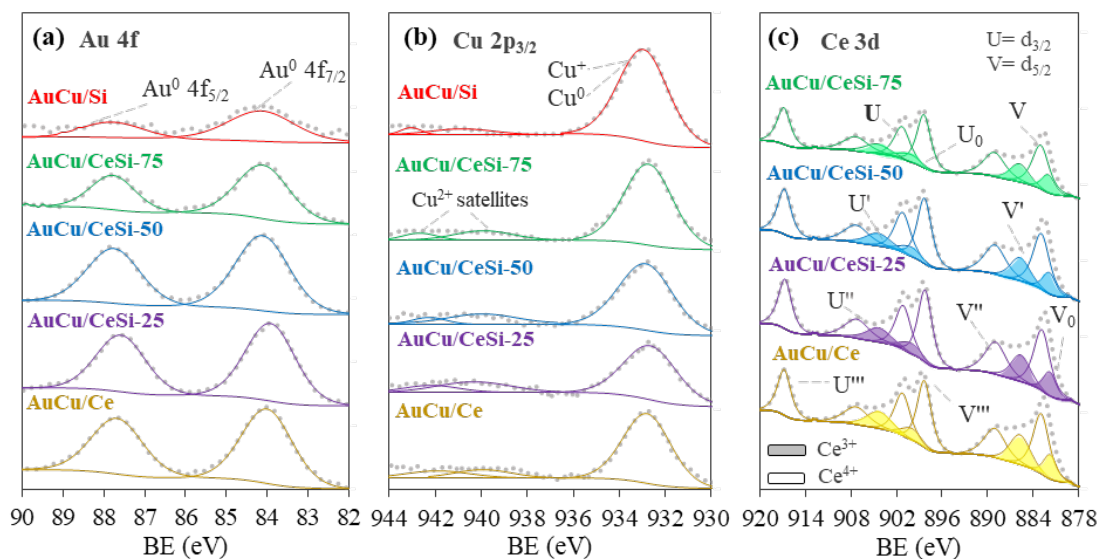 (a) Au 4f
Au⁰ 4f₇/₂
Au⁰ 4f₅/₂
AuCu/Si
AuCu/CeSi-75
AuCu/CeSi-50
AuCu/CeSi-25
AuCu/Ce
90 89 88 87 86 85 84 83 82
BE (eV)
(b) Cu 2p₃/₂
Cu⁺
Cu⁰
AuCu/Si
AuCu/CeSi-75
Cu²⁺ satellites
AuCu/CeSi-50
AuCu/CeSi-25
AuCu/Ce
944 942 940 938 936 934 932 930
BE (eV)
(c) Ce 3d
U= d₃/₂
V= d₅/₂
AuCu/CeSi-75
U
U₀
V
AuCu/CeSi-50
U'
V'
AuCu/CeSi-25
U''
V''
V₀
AuCu/Ce
U'''
V'''
Ce³⁺
Ce⁴⁺
920 914 908 902 896 890 884 878
BE (eV)